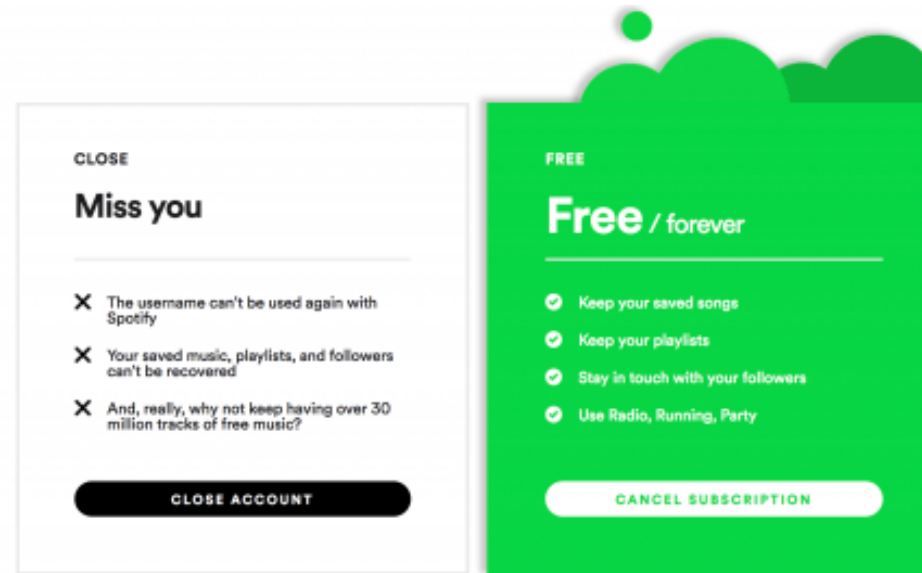 CLOSE
Miss you
The username can't be used again with
Spotify
Your saved music, playlists, and followers
can't be recovered
And, really, why not keep having over 30
million tracks of free music?
CLOSE ACCOUNT
FREE
Free / forever
Keep your saved songs
Keep your playlists
Stay in touch with your followers
Use Radio, Running, Party
CANCEL SUBSCRIPTION